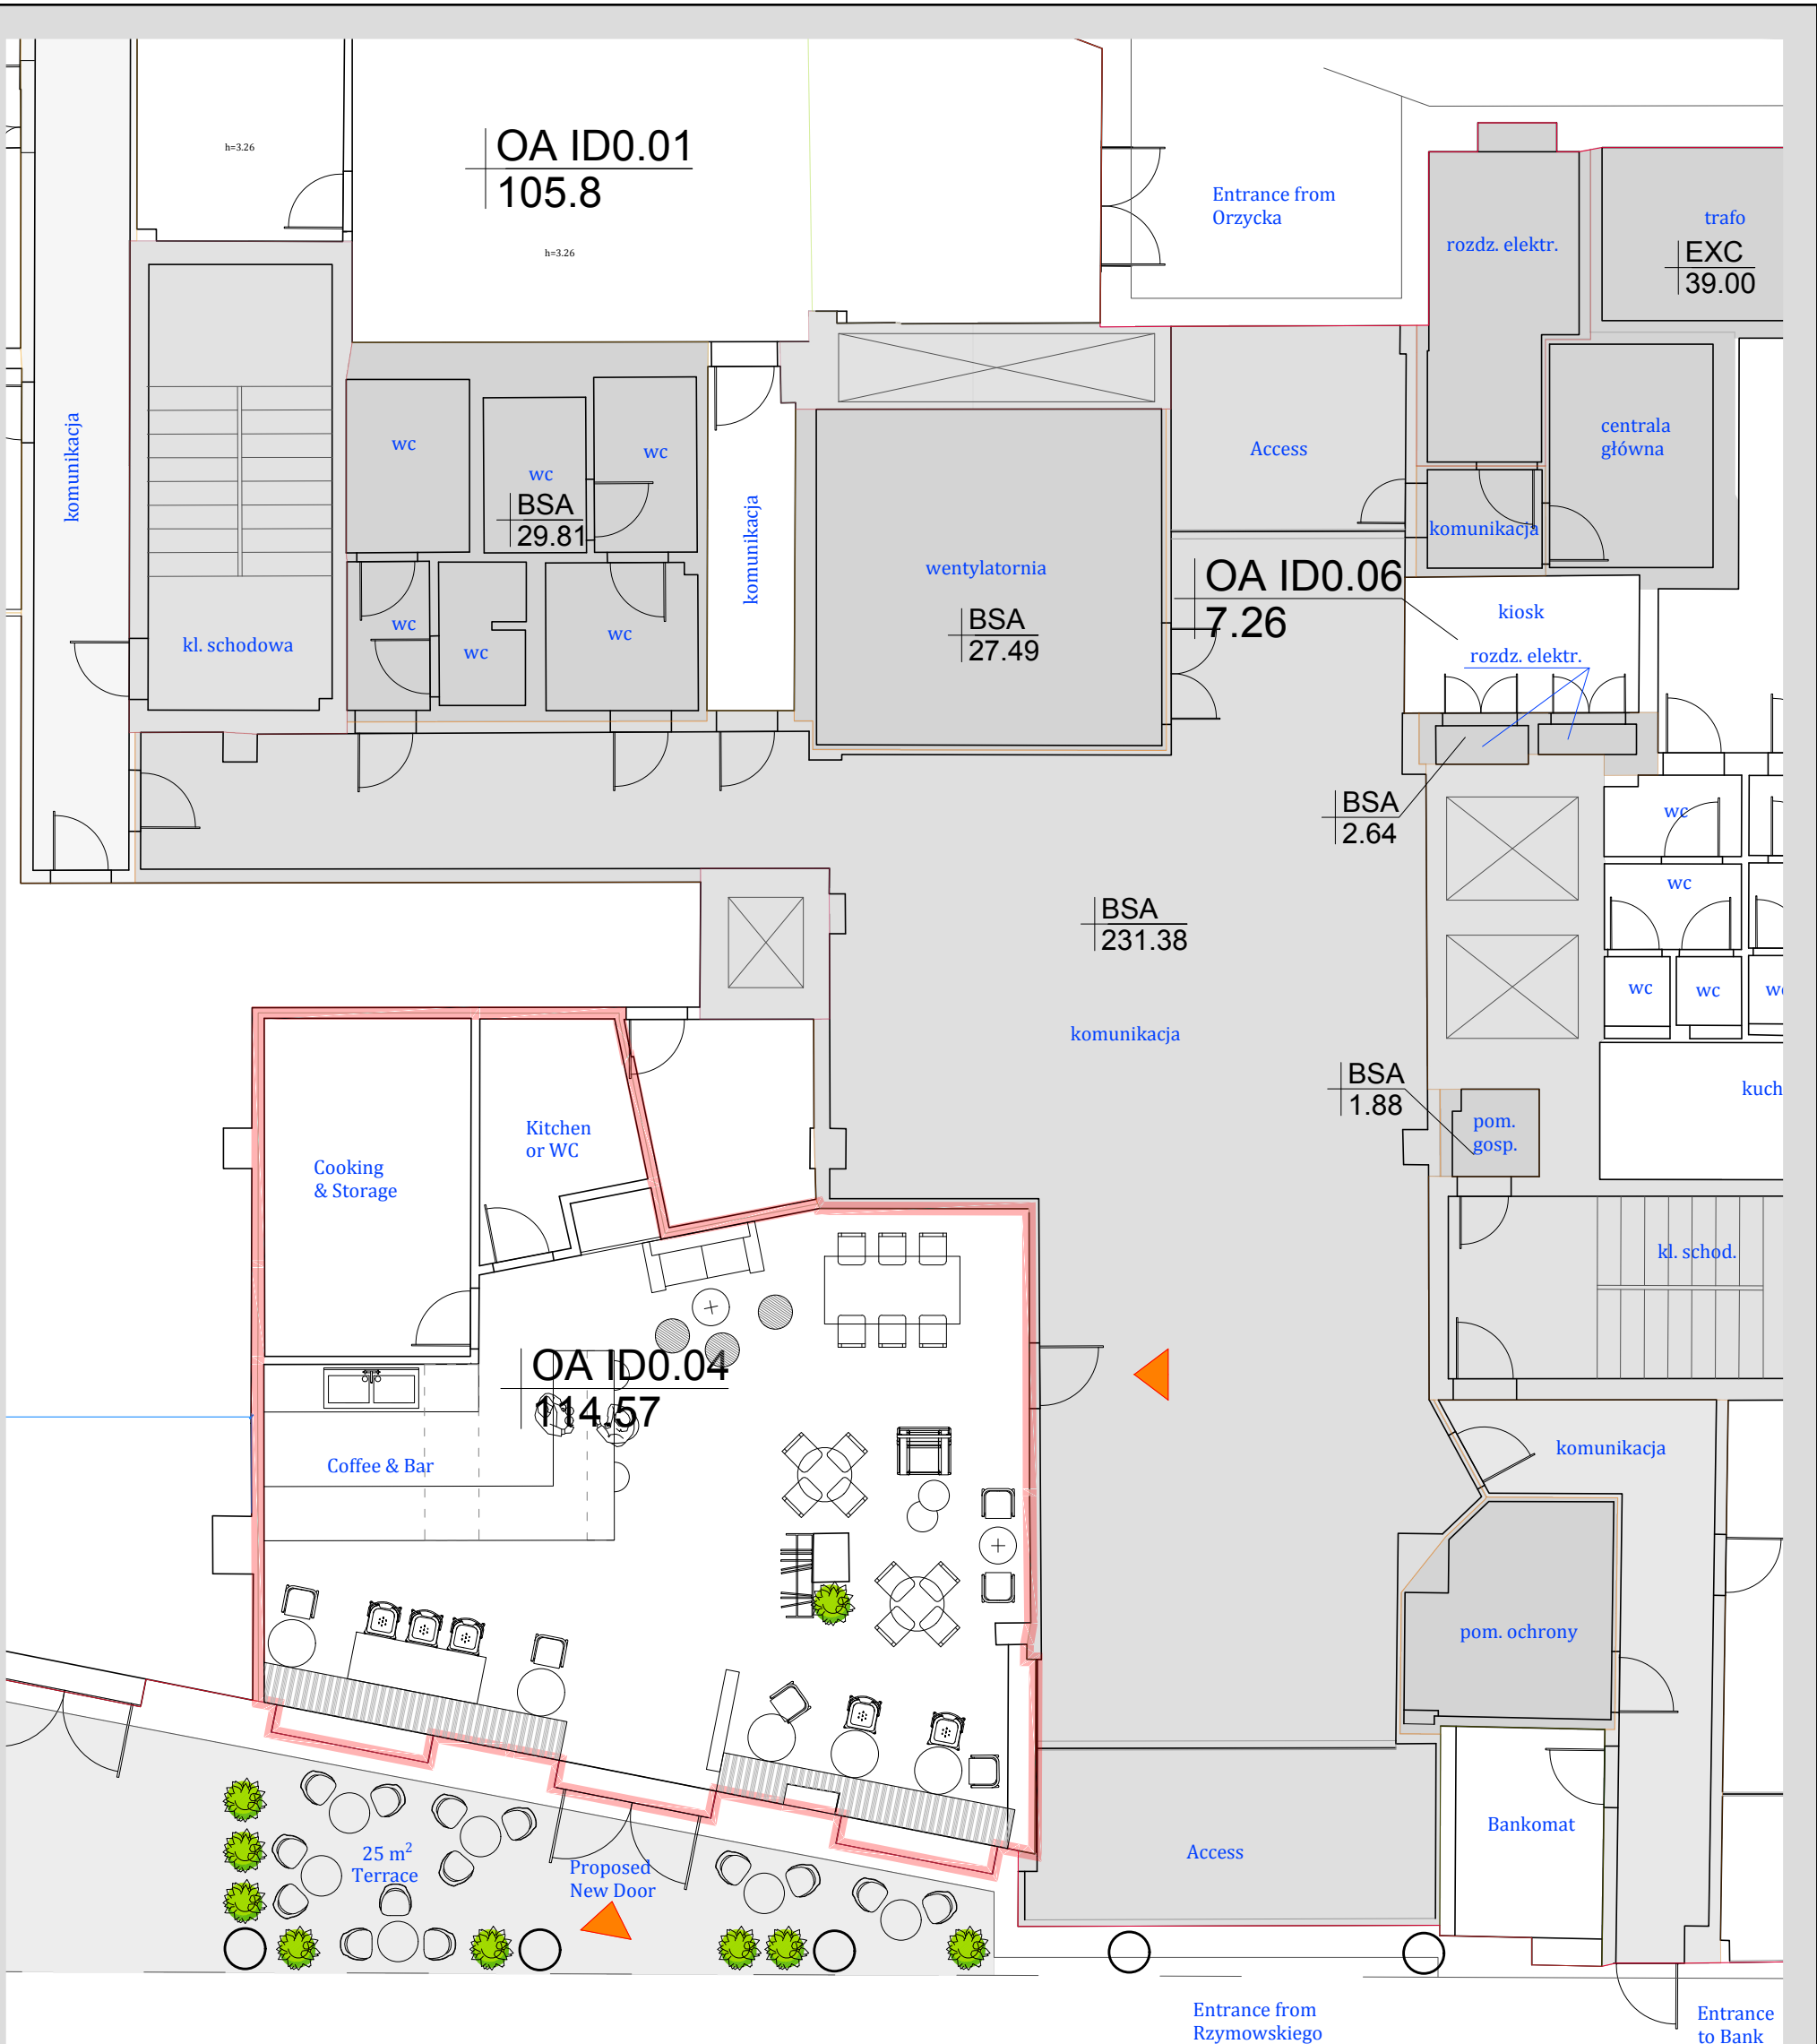 h=3.26
OA ID0.01
105.8
h=3.26
Entrance from
Orzycka
rozdz. elektr.
trafo
EXC
39.00
komunikacja
wc
wc
wc
BSA
29.81
komunikacja
Access
centrala
główna
komunikacja
wentylatornia
BSA
27.49
OA ID0.06
7.26
kiosk
rozdz. elektr.
kl. schodowa
wc
wc
wc
BSA
2.64
wc
wc
BSA
231.38
wc
wc
komunikacja
BSA
1.88
pom.
gosp.
kuch
Kitchen
or WC
Cooking
& Storage
kl. schod.
OA ID0.04
114.57
Coffee & Bar
komunikacja
pom. ochrony
25 m²
Terrace
Proposed
New Door
Access
Bankomat
Entrance from
Rzymowskiego
Entrance
to Bank